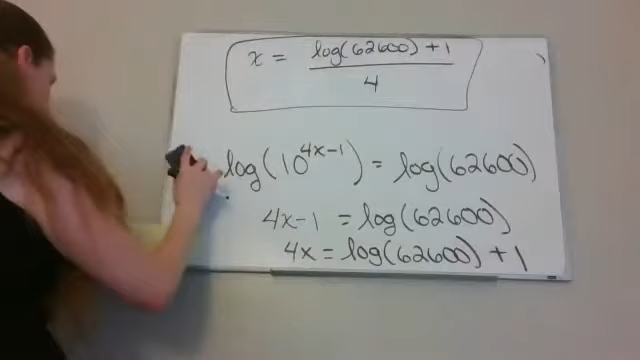 x = log(62600) + 1
4
log(10^{4x-1}) = log(62600)
4x-1 = log(62600)
4x = log(62600) + 1